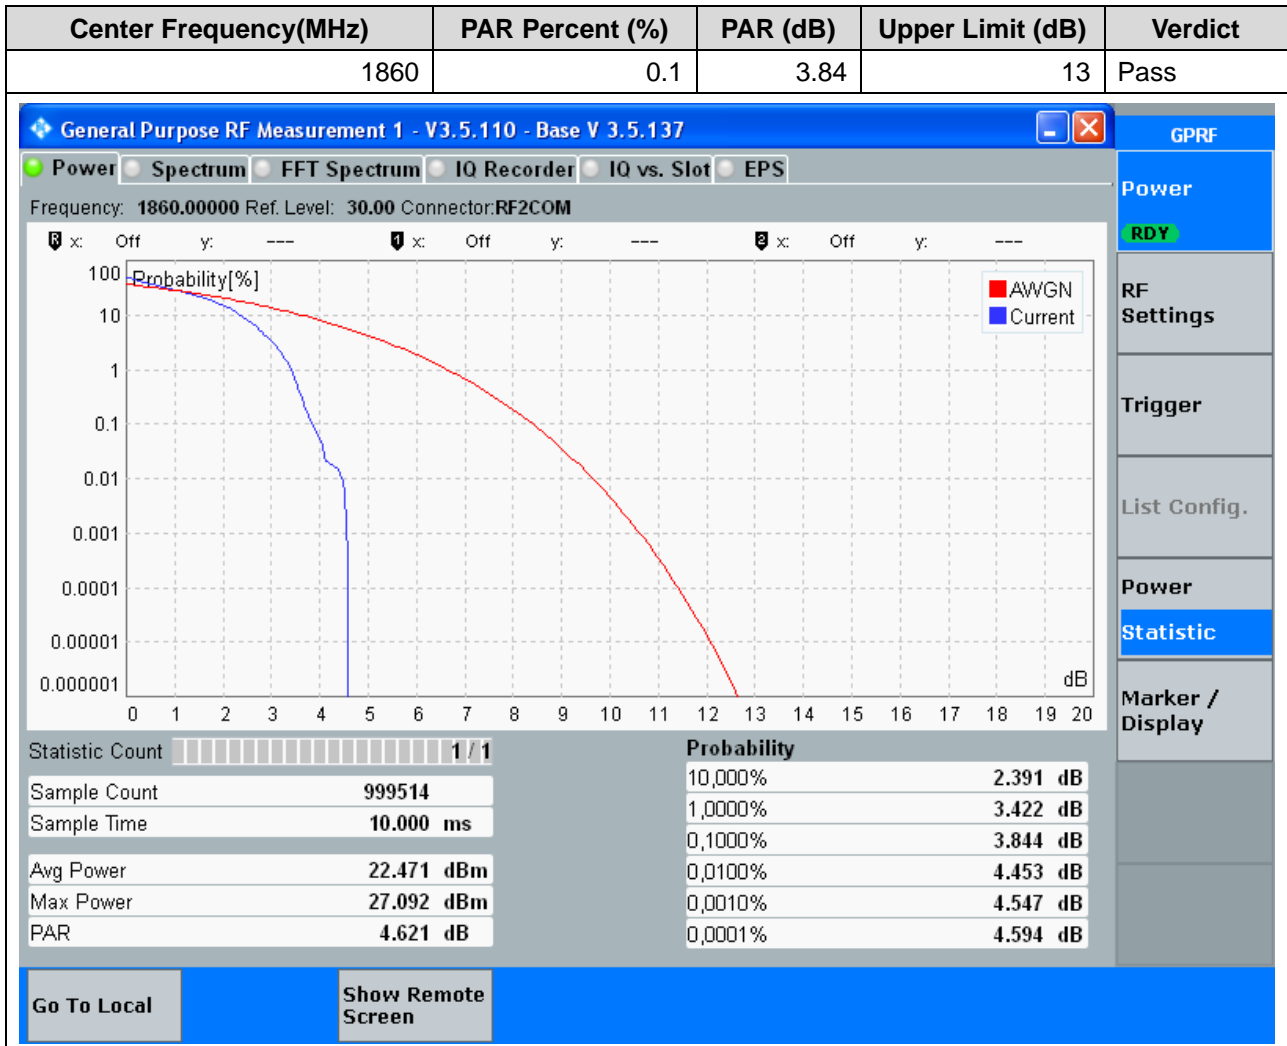 Center Frequency(MHz) PAR Percent (%) PAR (dB) Upper Limit (dB) Verdict
1860 0.1 3.84 13 Pass
General Purpose RF Measurement 1 - V3.5.110 - Base V 3.5.137
GPRF
Power Spectrum FFT Spectrum IQ Recorder IQ vs. Slot EPS
Frequency: 1860.00000 Ref. Level: 30.00 Connector:RF2COM
R x: Off y: --- 1 x: Off y: --- 2 x: Off y: ---
Probability[%]
AWGN
Current
100
10
1
0.1
0.01
0.001
0.0001
0.00001
0.000001
dB
0 1 2 3 4 5 6 7 8 9 10 11 12 13 14 15 16 17 18 19 20
Statistic Count 1 / 1
Sample Count 999514
Sample Time 10.000 ms
Avg Power 22.471 dBm
Max Power 27.092 dBm
PAR 4.621 dB
Probability
10,000% 2.391 dB
1,0000% 3.422 dB
0,1000% 3.844 dB
0,0100% 4.453 dB
0,0010% 4.547 dB
0,0001% 4.594 dB
Power
RDY
RF
Settings
Trigger
List Config.
Power
Statistic
Marker /
Display
Go To Local
Show Remote
Screen